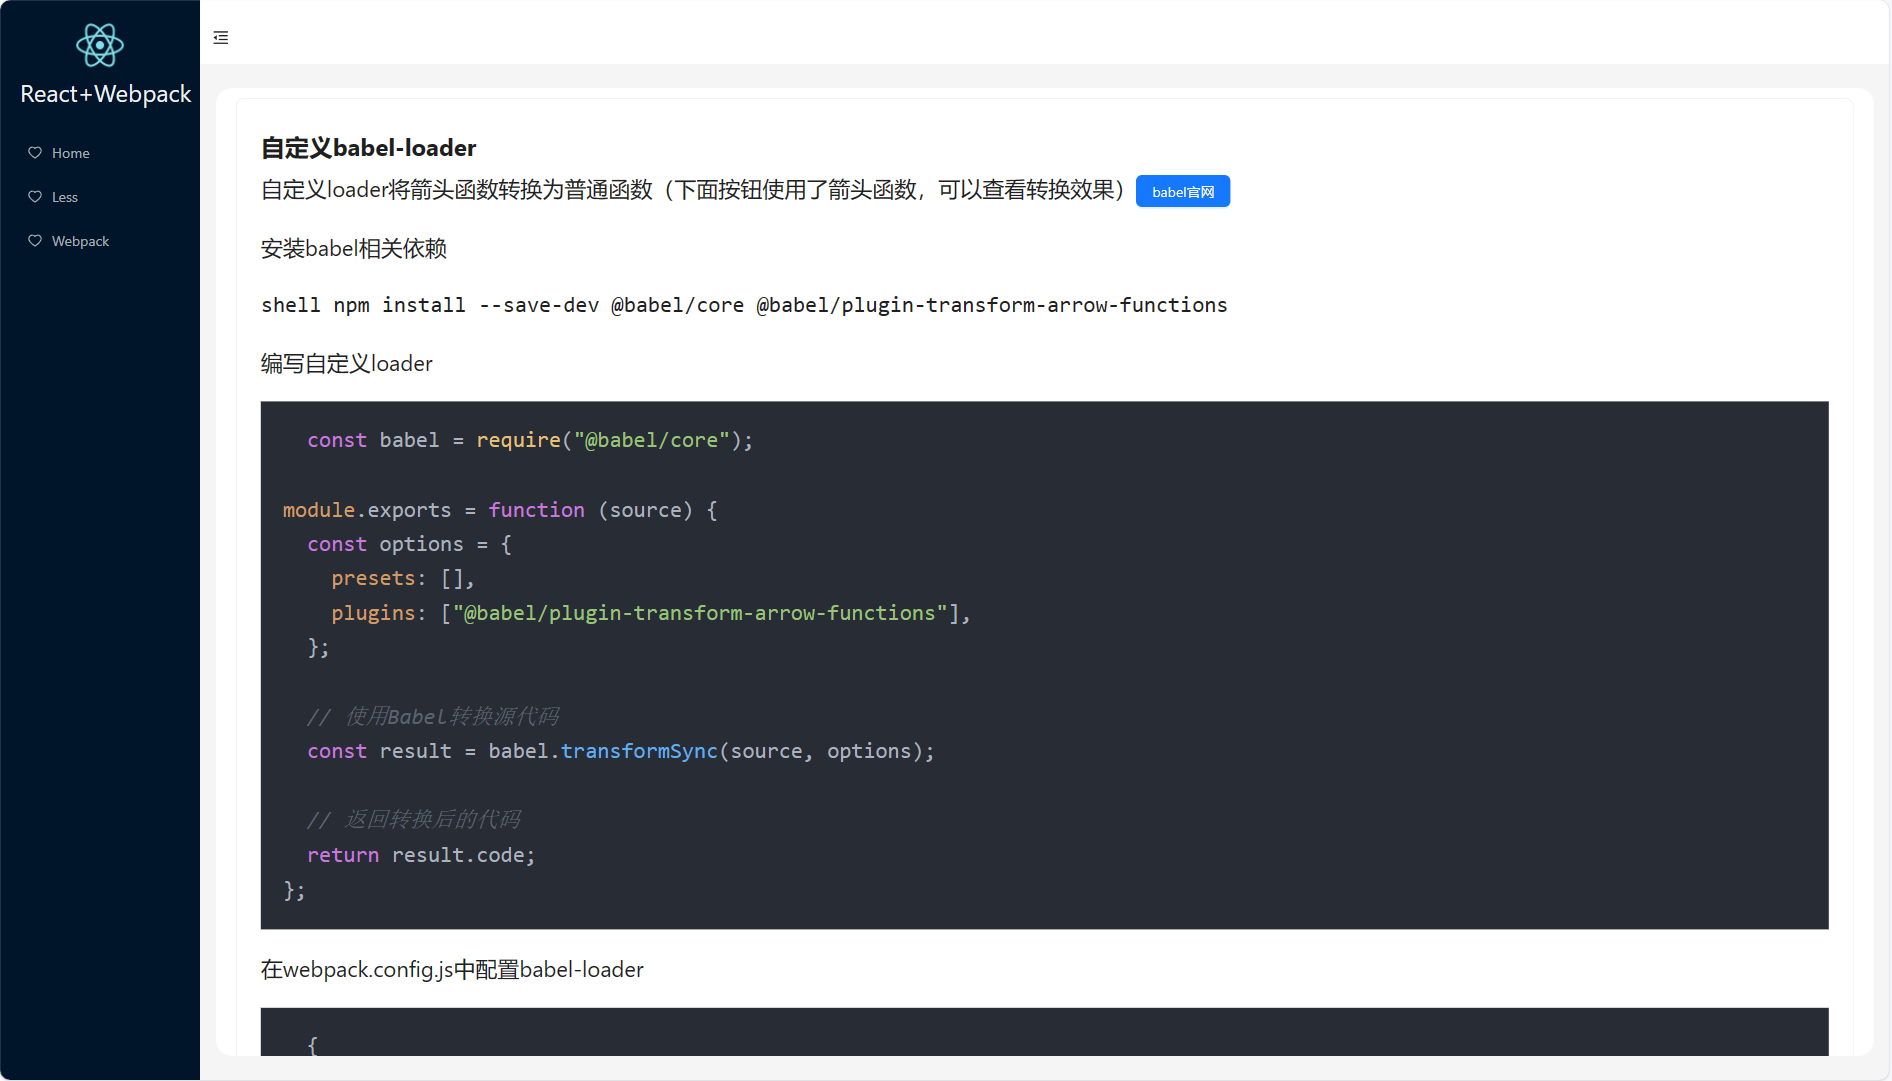 React+Webpack
Home
Less
Webpack
自定义babel-loader
自定义loader将箭头函数转换为普通函数（下面按钮使用了箭头函数，可以查看转换效果） babel官网
安装babel相关依赖
shell npm install --save-dev @babel/core @babel/plugin-transform-arrow-functions
编写自定义loader
  const babel = require("@babel/core");
module.exports = function (source) {
  const options = {
    presets: [],
    plugins: ["@babel/plugin-transform-arrow-functions"],
  };
  // 使用Babel转换源代码
  const result = babel.transformSync(source, options);
  // 返回转换后的代码
  return result.code;
};
在webpack.config.js中配置babel-loader
  {